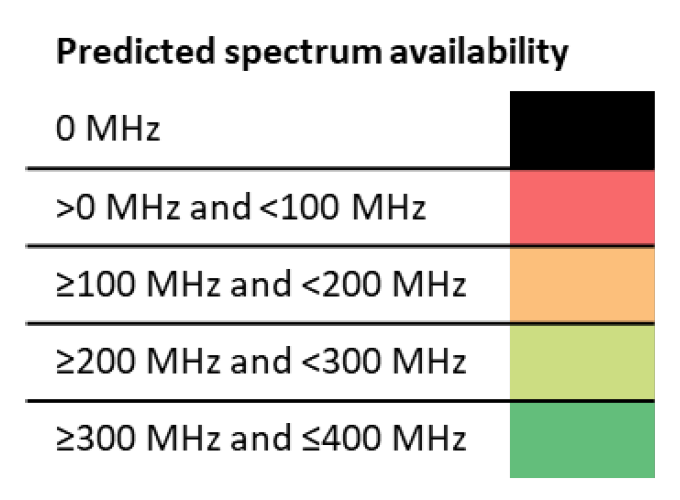 Predicted spectrum availability
0 MHz
>0 MHz and <100 MHz
≥100 MHz and <200 MHz
≥200 MHz and <300 MHz
≥300 MHz and ≤400 MHz